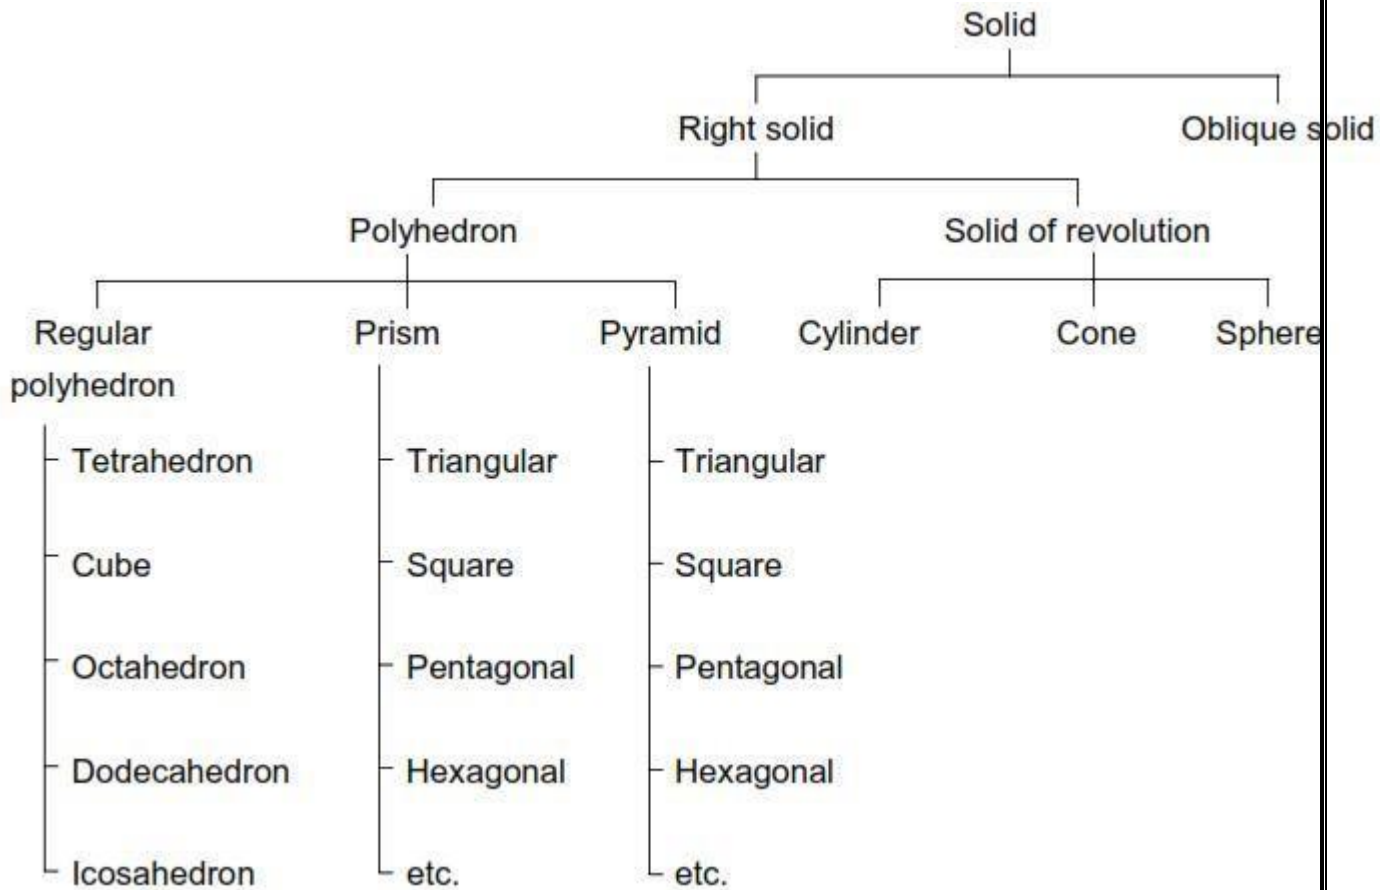 Solid
Right solid Oblique solid
Polyhedron Solid of revolution
Regular Prism Pyramid Cylinder Cone Sphere
polyhedron
Tetrahedron Triangular Triangular
Cube Square Square
Octahedron Pentagonal Pentagonal
Dodecahedron Hexagonal Hexagonal
Icosahedron etc. etc.